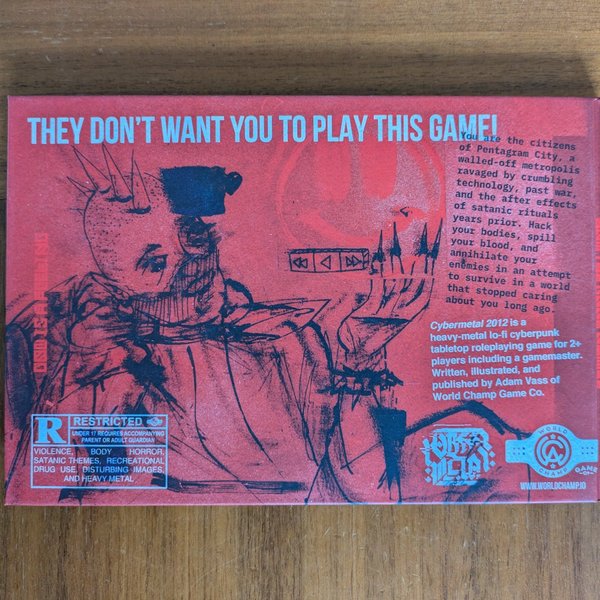 THEY DON'T WANT YOU TO PLAY THIS GAME!
You are the citizens
of Pentagram City, a
walled-off metropolis
ravaged by crumbling
technology, past war,
and the after effects
of satanic rituals
years prior. Hack
your bodies, spill
your blood, and
annihilate your
enemies in an attempt
to survive in a world
that stopped caring
about you long ago.
Cybermetal 2012 is a
heavy-metal lo-fi cyberpunk
tabletop roleplaying game for 2+
players including a gamemaster.
Written, illustrated, and
published by Adam Vass of
World Champ Game Co.
R
RESTRICTED
UNDER 17 REQUIRES ACCOMPANYING
PARENT OR ADULT GUARDIAN
VIOLENCE, BODY HORROR,
SATANIC THEMES, RECREATIONAL
DRUG USE, DISTURBING IMAGES,
AND HEAVY METAL
CYBER
METAL
WORLD
CHAMP
GAME
WWW.WORLDCHAMP.IO